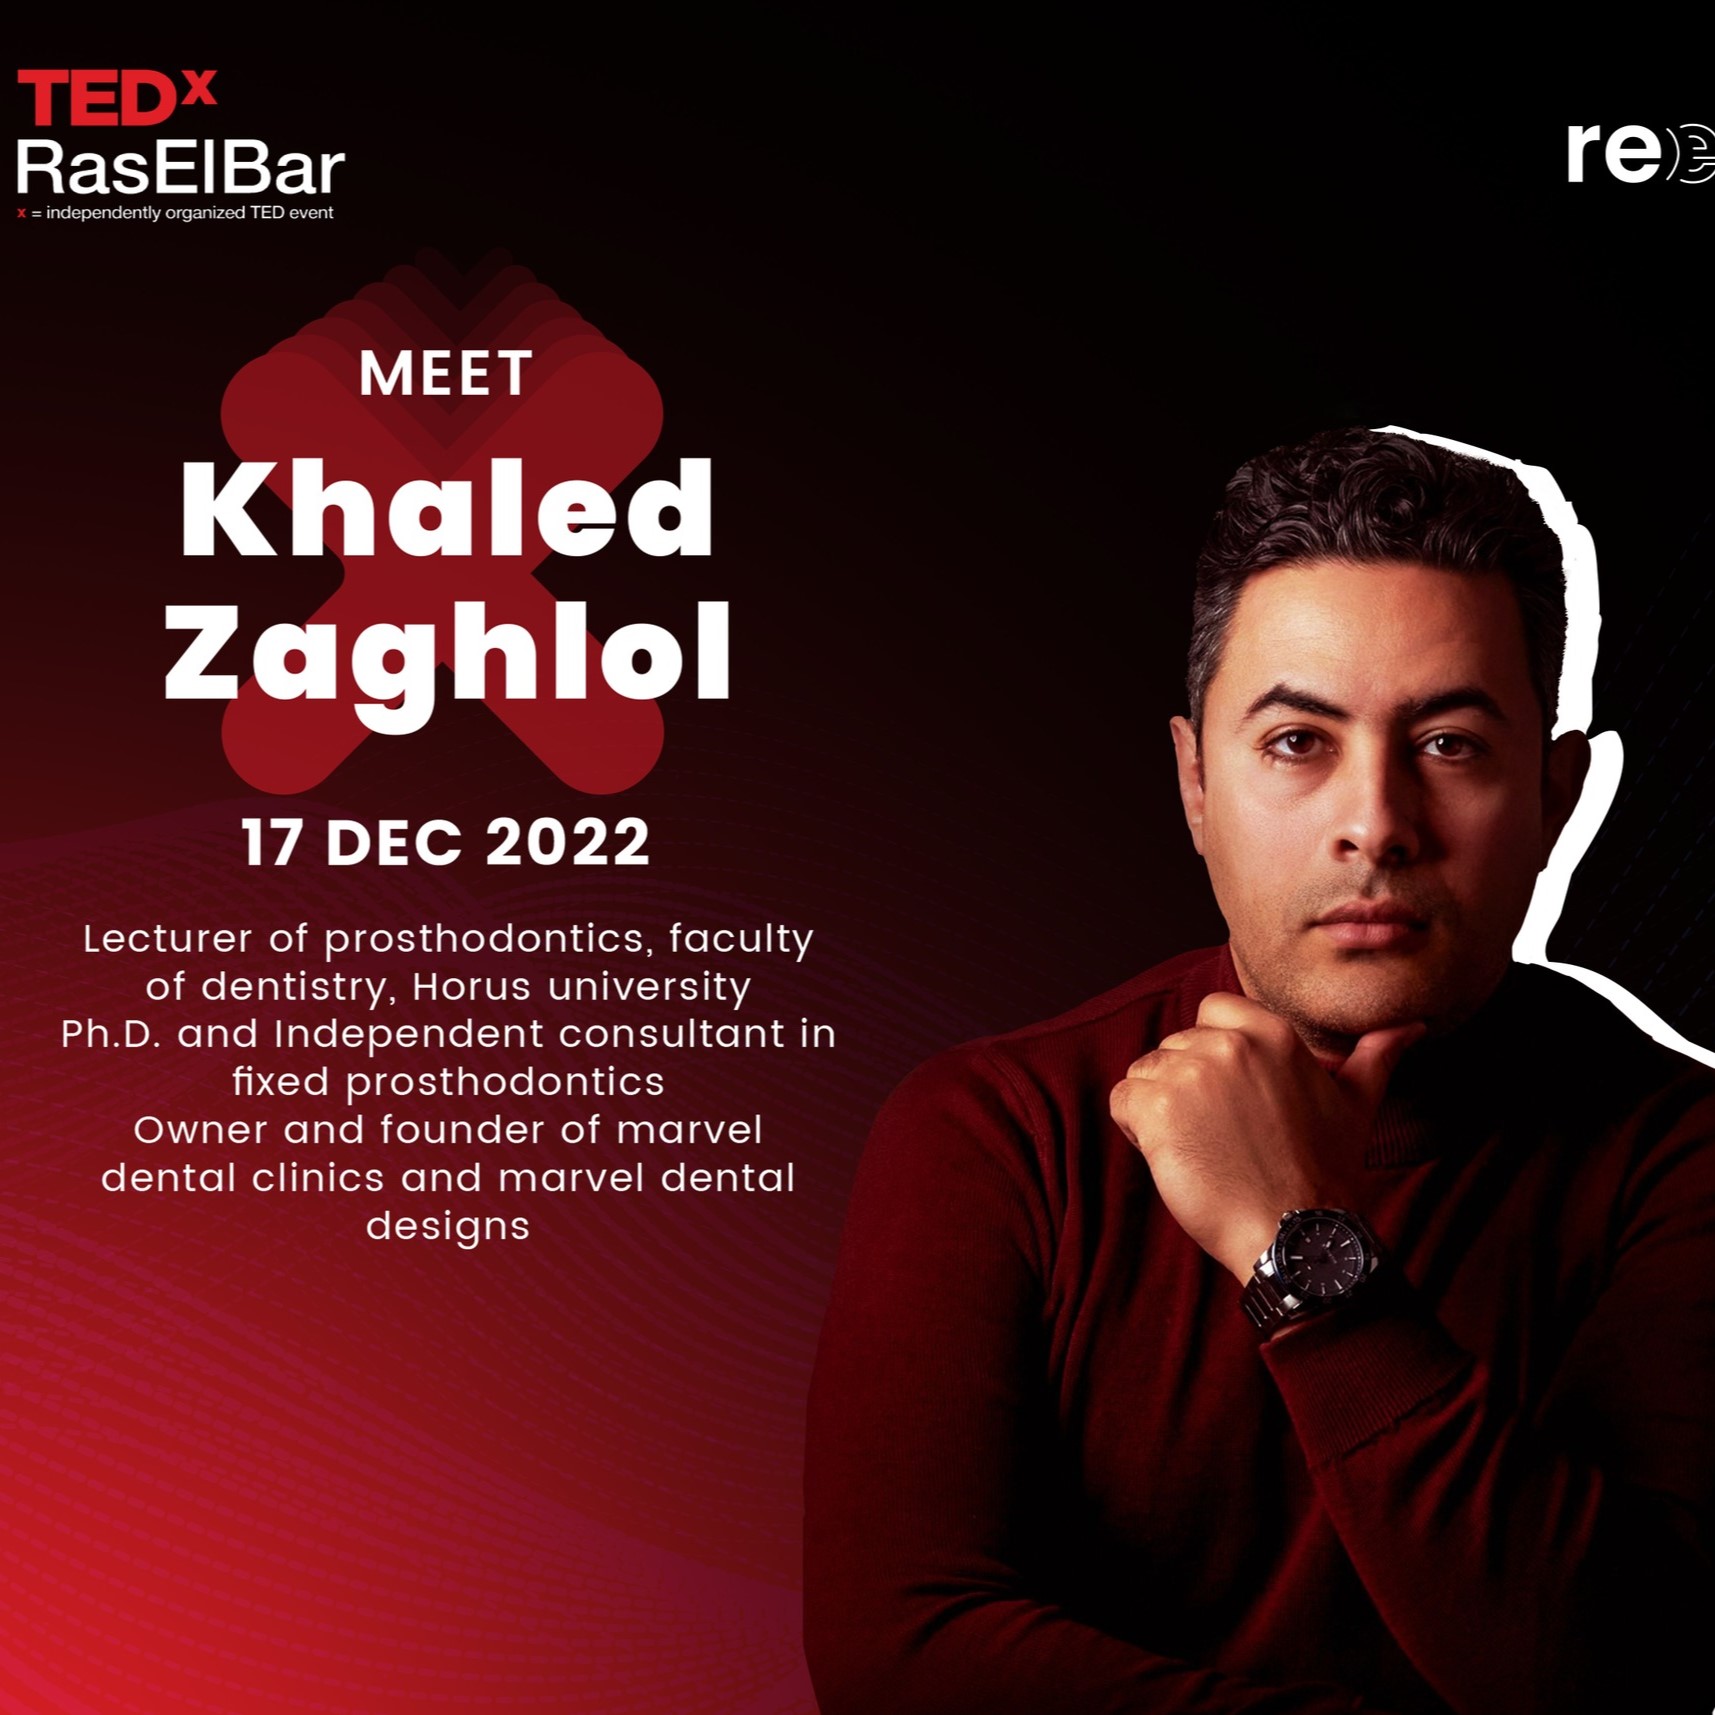 TEDx
RasElBar
x = independently organized TED event
MEET
Khaled
Zaghlol
17 DEC 2022
Lecturer of prosthodontics, faculty
of dentistry, Horus university
Ph.D. and Independent consultant in
fixed prosthodontics
Owner and founder of marvel
dental clinics and marvel dental
designs